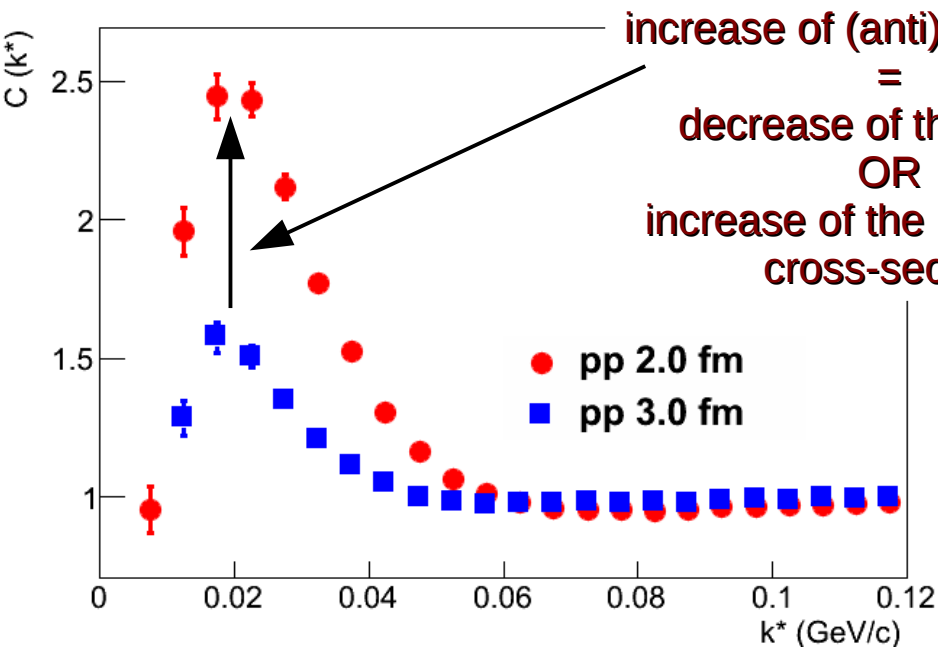 increase of (anti)
=
decrease of
OR
increase of the
cross-sec
C (k*)
2.5
2
1.5
1
pp 2.0 fm
pp 3.0 fm
0 0.02 0.04 0.06 0.08 0.1 0.12
k* (GeV/c)